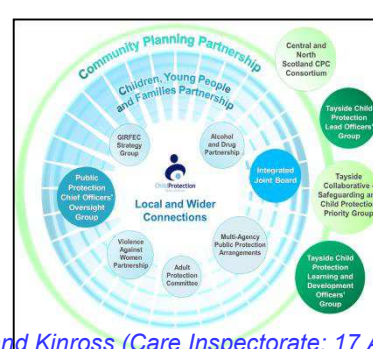 Community Planning Partnership
Children, Young People
and Families Partnership
Central and
North
Scotland CPC
Consortium
Tayside Child
Protection
Lead Officers'
Group
GIRFEC
Strategy
Group
Alcohol
and Drug
Partnership
Public
Protection
Chief Officers'
Oversight
Group
ChildProtection
Integrated
Joint Board
Tayside
Collaborative -
Safeguarding and
Child Protection
Priority Group
Local and Wider
Connections
Violence
Against
Women
Partnership
Adult
Protection
Committee
Multi-Agency
Public Protection
Arrangements
Tayside Child
Protection
Learning and
Development
Officers'
Group
nd Kinross (Care Inspectorate: 17 A